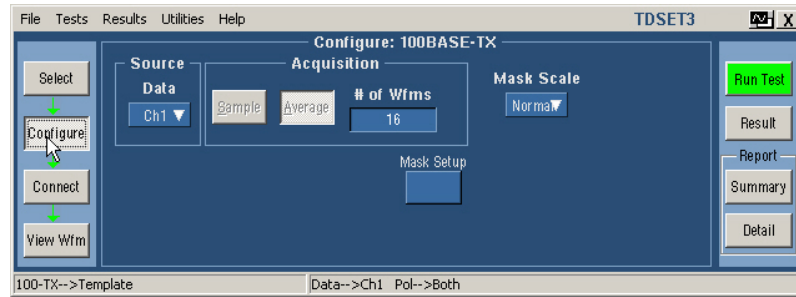 File Tests Results Utilities Help TDSET3 X
Configure: 100BASE-TX
Select
Configure
Connect
View Wfm
Source
Data
Ch1
Acquisition
Sample
Average
# of Wfms
16
Mask Scale
Normal
Mask Setup
Run Test
Result
Report
Summary
Detail
100-TX-->Template Data-->Ch1 Pol-->Both